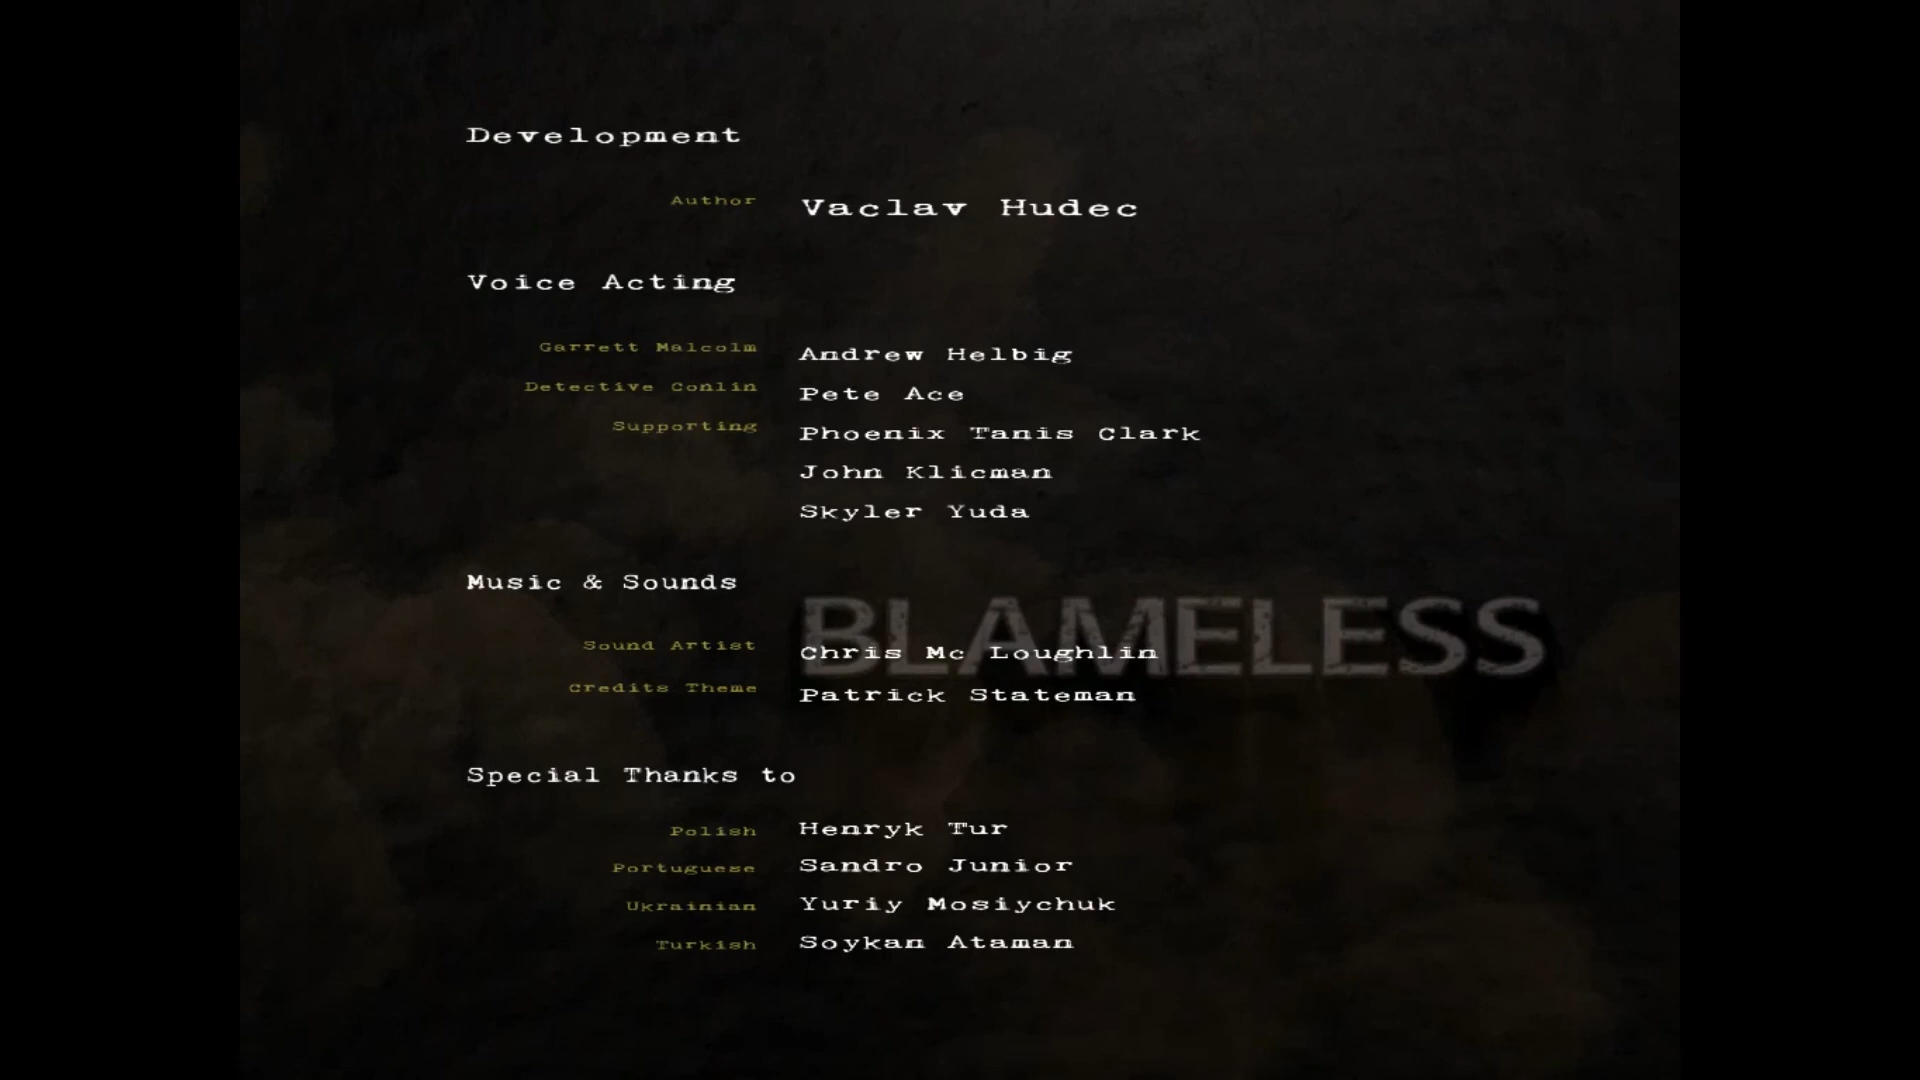 Development
Author Vaclav Hudec
Voice Acting
Garrett Malcolm Andrew Helbig
Detective Conlin Pete Ace
Supporting Phoenix Tanis Clark
John Klicman
Skyler Yuda
Music & Sounds
BLAMELESS
Sound Artist Chris Mc Loughlin
Credits Theme Patrick Stateman
Special Thanks to
Polish Henryk Tur
Portuguese Sandro Junior
Ukrainian Yuriy Mosiychuk
Turkish Soykan Ataman